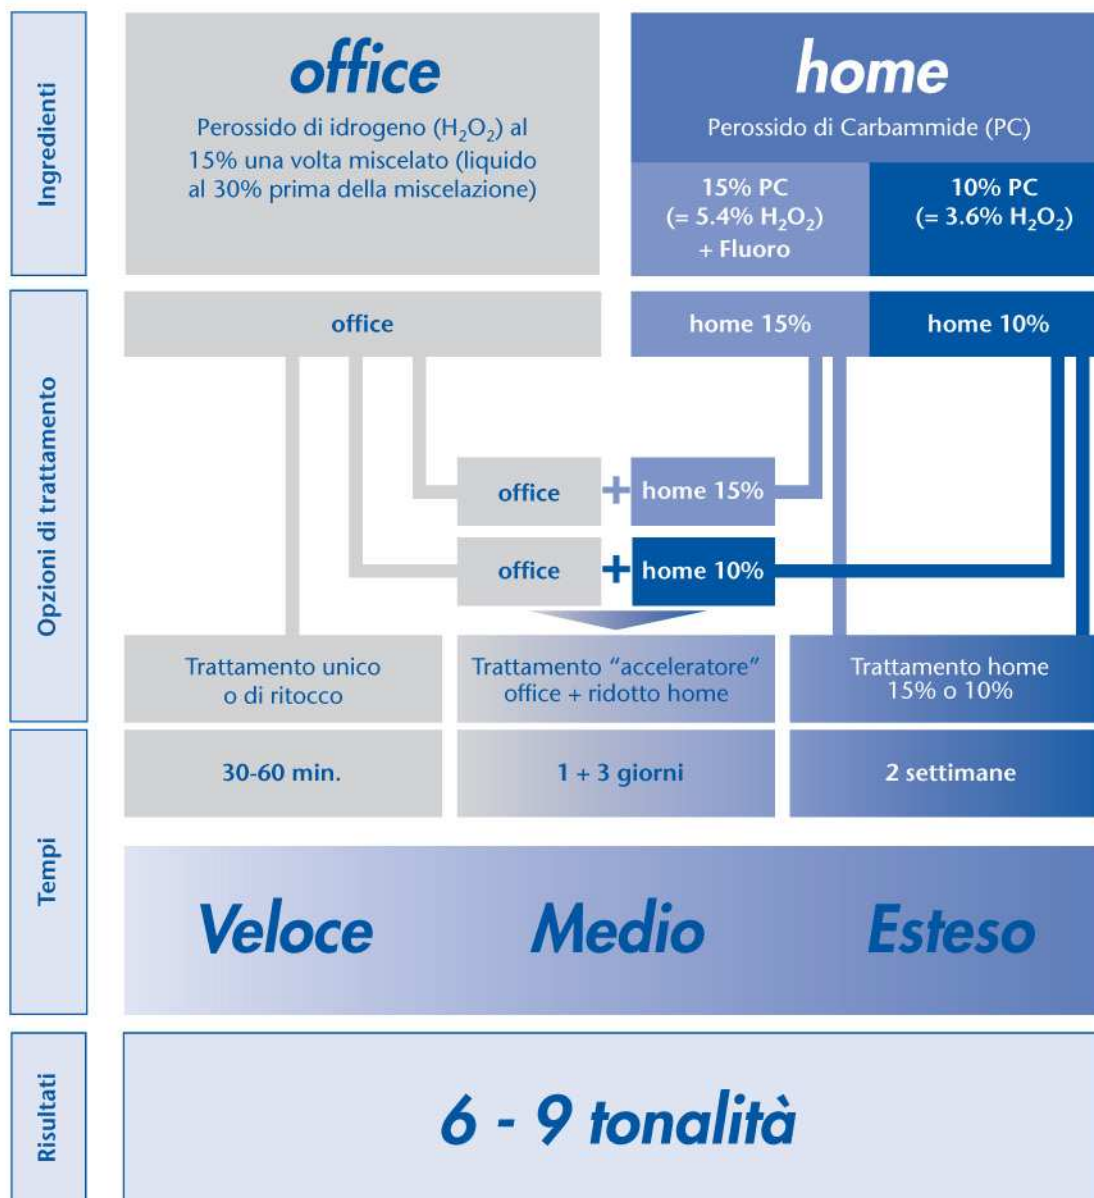 Ingredienti
office
Perossido di idrogeno (H₂O₂) al
15% una volta miscelato (liquido
al 30% prima della miscelazione)
home
Perossido di Carbammide (PC)
15% PC
(= 5.4% H₂O₂)
+ Fluoro
10% PC
(= 3.6% H₂O₂)
Opzioni di trattamento
office
home 15%
home 10%
office + home 15%
office + home 10%
Trattamento unico
o di ritocco
Trattamento “acceleratore”
office + ridotto home
Trattamento home
15% o 10%
Tempi
30-60 min.
1 + 3 giorni
2 settimane
Veloce
Medio
Esteso
Risultati
6 - 9 tonalità